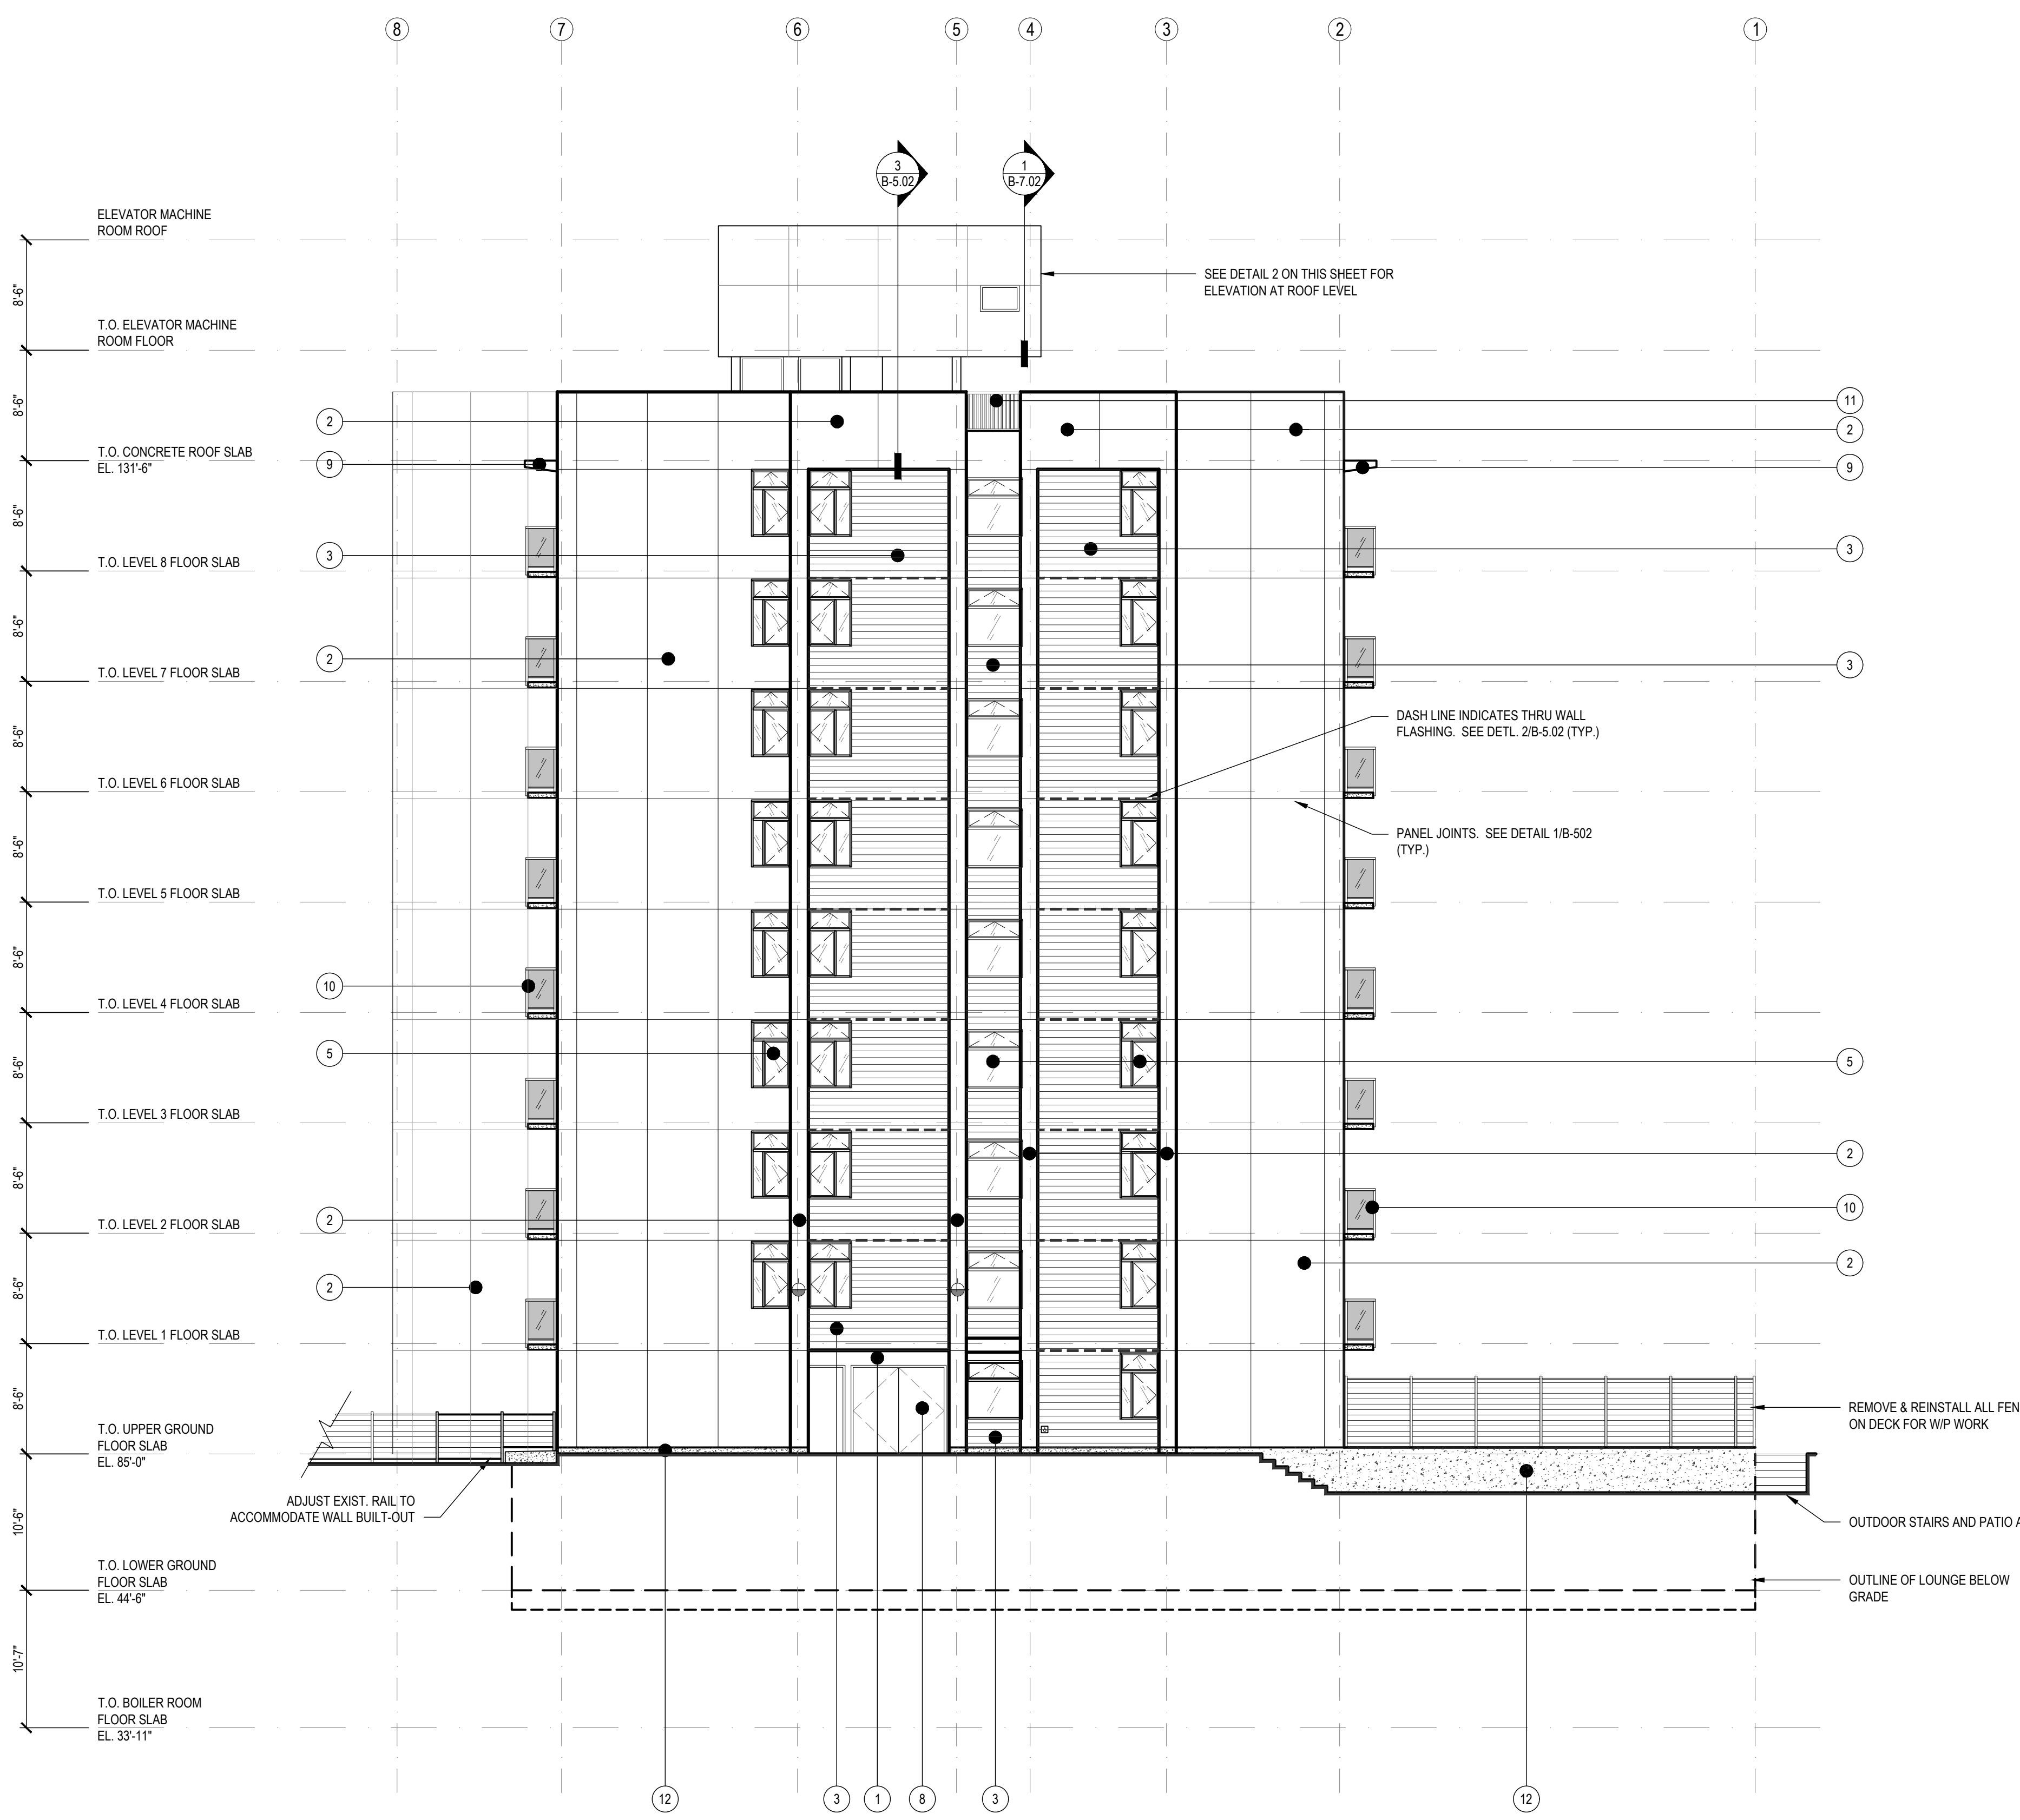 8
7
6
5
4
3
2
1
3
B-5.02
1
B-7.02
ELEVATOR MACHINE
ROOM ROOF
8'-6"
SEE DETAIL 2 ON THIS SHEET FOR
ELEVATION AT ROOF LEVEL
T.O. ELEVATOR MACHINE
ROOM FLOOR
8'-6"
11
2
2
T.O. CONCRETE ROOF SLAB
EL. 131'-6"
9
9
8'-6"
3
3
T.O. LEVEL 8 FLOOR SLAB
8'-6"
2
3
T.O. LEVEL 7 FLOOR SLAB
8'-6"
DASH LINE INDICATES THRU WALL
FLASHING. SEE DETL. 2/B-5.02 (TYP.)
T.O. LEVEL 6 FLOOR SLAB
8'-6"
PANEL JOINTS. SEE DETAIL 1/B-502
(TYP.)
T.O. LEVEL 5 FLOOR SLAB
8'-6"
10
T.O. LEVEL 4 FLOOR SLAB
8'-6"
5
5
T.O. LEVEL 3 FLOOR SLAB
8'-6"
2
10
2
T.O. LEVEL 2 FLOOR SLAB
8'-6"
2
2
T.O. LEVEL 1 FLOOR SLAB
8'-6"
REMOVE & REINSTALL ALL FEN
ON DECK FOR W/P WORK
T.O. UPPER GROUND
FLOOR SLAB
EL. 85'-0"
ADJUST EXIST. RAIL TO
ACCOMMODATE WALL BUILT-OUT
10'-6"
OUTDOOR STAIRS AND PATIO A
T.O. LOWER GROUND
FLOOR SLAB
EL. 44'-6"
OUTLINE OF LOUNGE BELOW
GRADE
10'-7"
T.O. BOILER ROOM
FLOOR SLAB
EL. 33'-11"
12
3
1
8
3
12